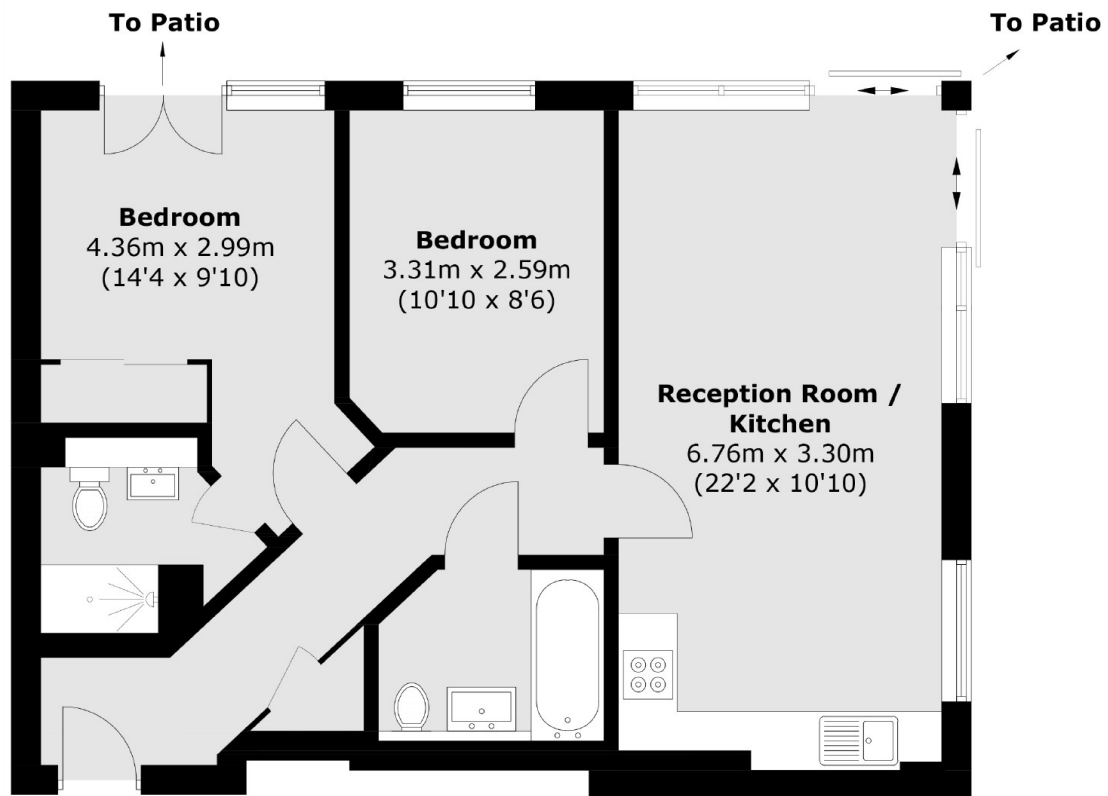 To Patio
To Patio
Bedroom
4.36m x 2.99m
(14'4 x 9'10)
Bedroom
3.31m x 2.59m
(10'10 x 8'6)
Reception Room /
Kitchen
6.76m x 3.30m
(22'2 x 10'10)